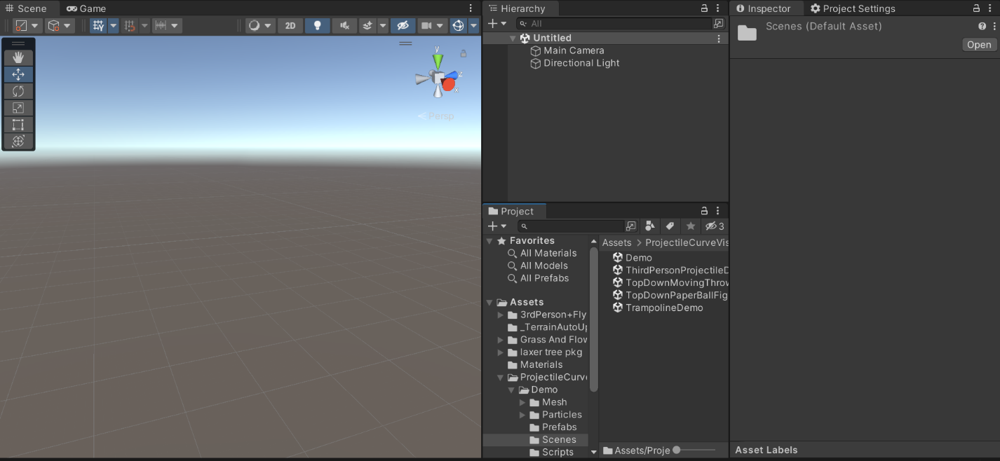 Scene
Game
2D
y
z
x
Persp
Hierarchy
All
Untitled
Main Camera
Directional Light
Project
3
Favorites
All Materials
All Models
All Prefabs
Assets
3rdPerson+Fly
_TerrainAutoUp
Grass And Flow
laxer tree pkg
Materials
ProjectileCurve
Demo
Mesh
Particles
Prefabs
Scenes
Scripts
Assets > ProjectileCurveVis
Demo
ThirdPersonProjectileD
TopDownMovingThrow
TopDownPaperBallFig
TrampolineDemo
Assets/Proje
Inspector
Project Settings
Scenes (Default Asset)
Open
Asset Labels